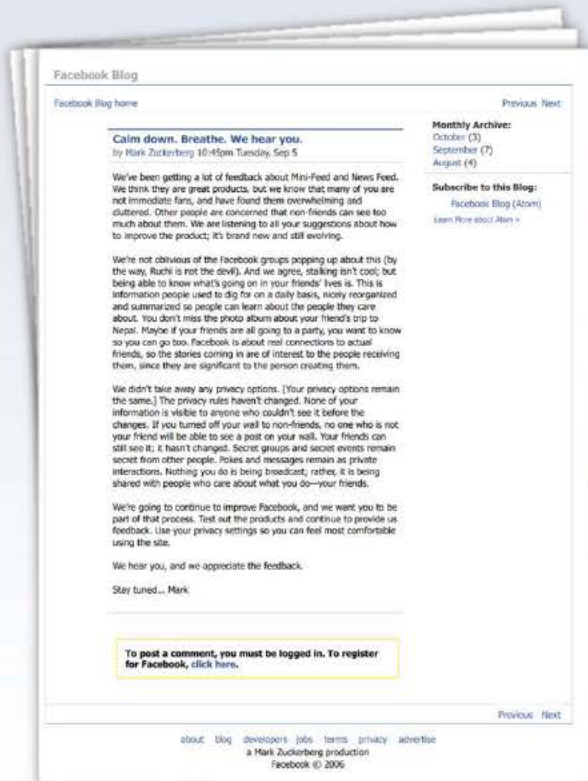 Facebook Blog
Facebook Blog home
Previous Next
Calm down. Breathe. We hear you.
by Mark Zuckerberg 10:45pm Tuesday, Sep 5
We've been getting a lot of feedback about Mini-Feed and News Feed.
We think they are great products, but we know that many of you are
not immediate fans, and have found them overwhelming and
cluttered. Other people are concerned that non-friends can see too
much about them. We are listening to all your suggestions about how
to improve the product; it's brand new and still evolving.
We're not oblivious of the Facebook groups popping up about this (by
the way, Ruchi is not the devil). And we agree, stalking isn't cool; but
being able to know what's going on in your friends' lives is. This is
information people used to dig for on a daily basis, nicely reorganized
and summarized so people can learn about the people they care
about. You don't miss the photo album about your friend's trip to
Nepal. Maybe if your friends are all going to a party, you want to know
so you can go too. Facebook is about real connections to actual
friends, so the stories coming in are of interest to the people receiving
them, since they are significant to the person creating them.
We didn't take away any privacy options. [Your privacy options remain
the same.] The privacy rules haven't changed. None of your
information is visible to anyone who couldn't see it before the
changes. If you turned off your wall to non-friends, no one who is not
your friend will be able to see a post on your wall. Your friends can
still see it; it hasn't changed. Secret groups and secret events remain
secret from other people. Pokes and messages remain as private
interactions. Nothing you do is being broadcast; rather, it is being
shared with people who care about what you do—your friends.
We're going to continue to improve Facebook, and we want you to be
part of that process. Test out the products and continue to provide us
feedback. Use your privacy settings so you can feel most comfortable
using the site.
We hear you, and we appreciate the feedback.
Stay tuned... Mark
To post a comment, you must be logged in. To register
for Facebook, click here.
Monthly Archive:
October (3)
September (7)
August (4)
Subscribe to this Blog:
Facebook Blog (Atom)
Learn More about Atom »
Previous Next
about blog developers jobs terms privacy advertise
a Mark Zuckerberg production
Facebook © 2006